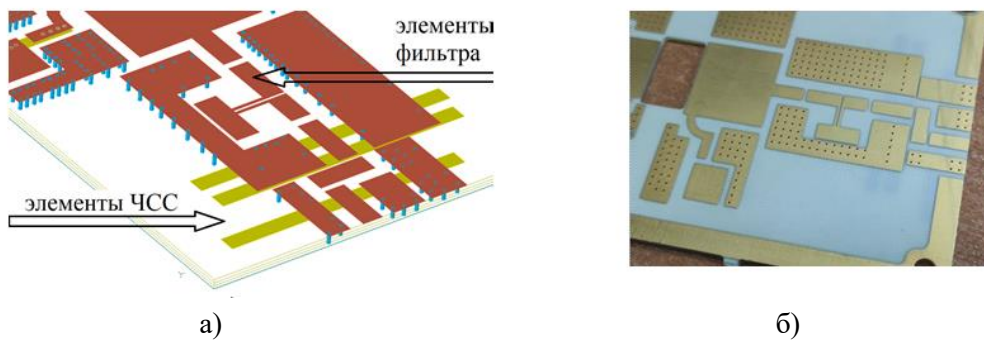 элементы
фильтра
элементы ЧСС
а)
б)